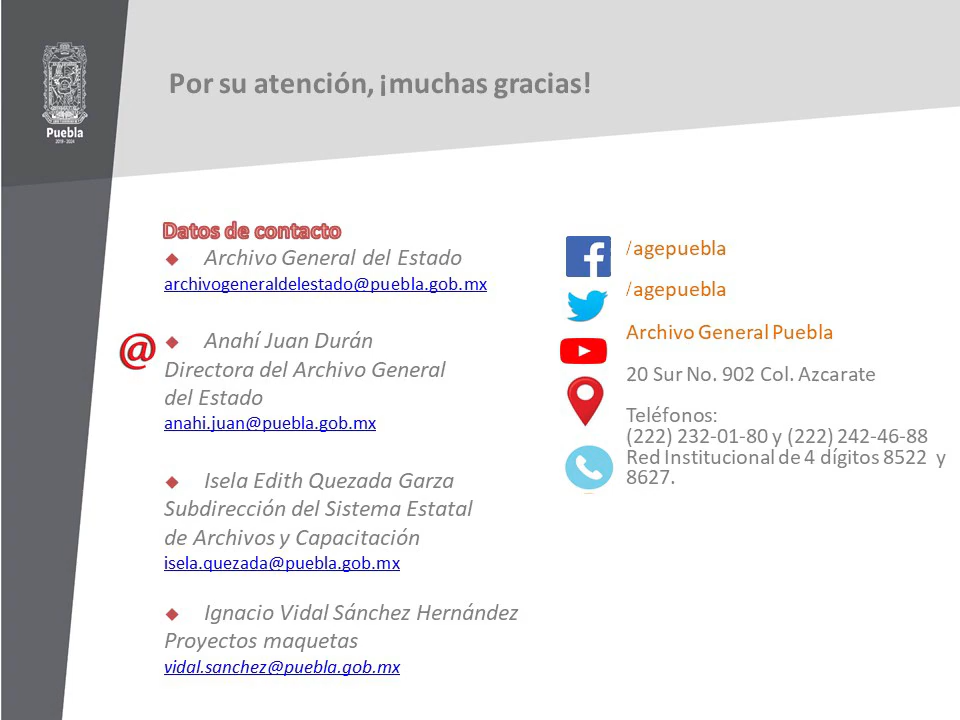 Puebla
2019 - 2024
Por su atención, ¡muchas gracias!
Datos de contacto
Archivo General del Estado
archivogeneraldelestado@puebla.gob.mx
@
Anahí Juan Durán
Directora del Archivo General
del Estado
anahi.juan@puebla.gob.mx
Isela Edith Quezada Garza
Subdirección del Sistema Estatal
de Archivos y Capacitación
isela.quezada@puebla.gob.mx
Ignacio Vidal Sánchez Hernández
Proyectos maquetas
vidal.sanchez@puebla.gob.mx
/agepuebla
/agepuebla
Archivo General Puebla
20 Sur No. 902 Col. Azcarate
Teléfonos:
(222) 232-01-80 y (222) 242-46-88
Red Institucional de 4 dígitos 8522 y
8627.